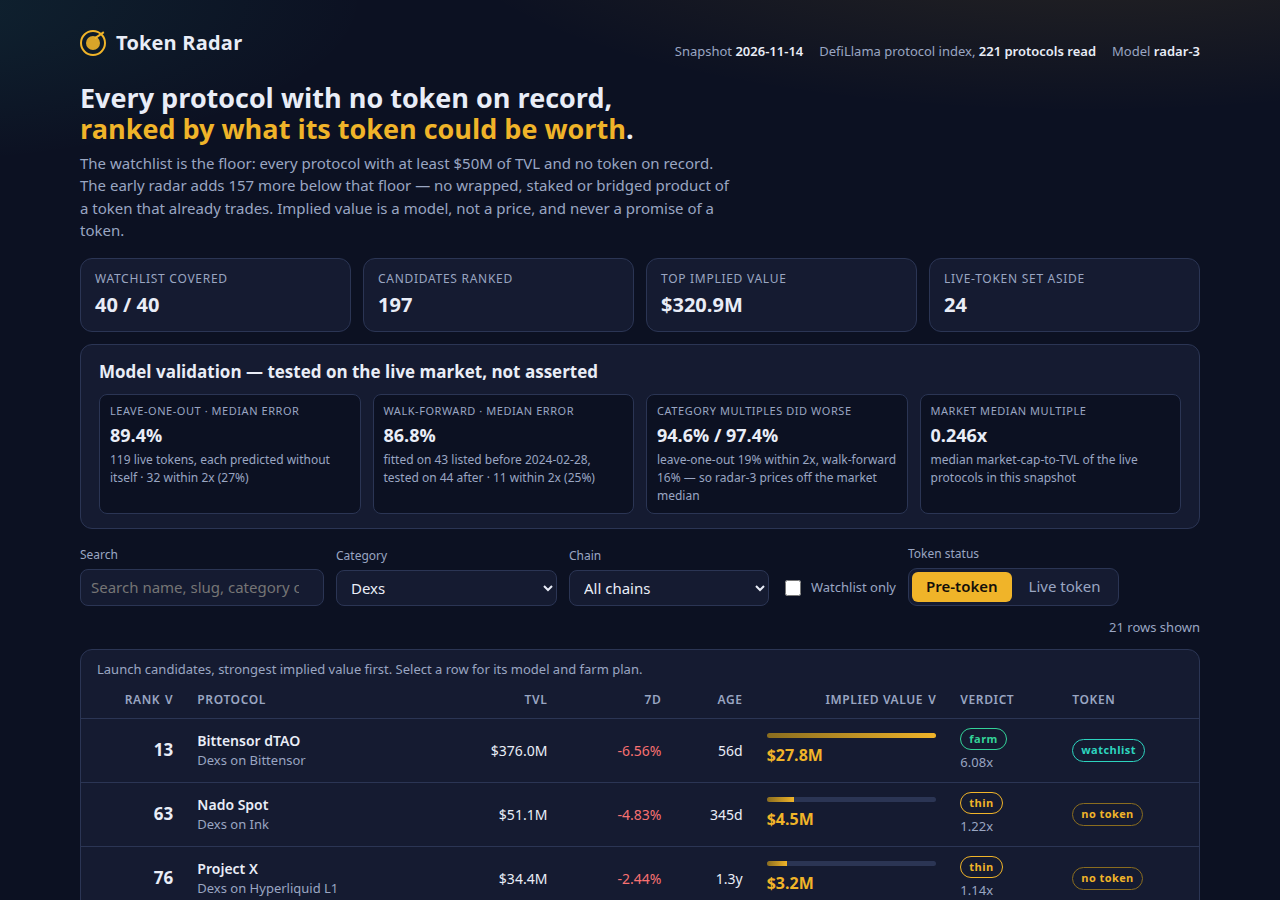 Token Radar
Snapshot 2026-11-14 DefiLlama protocol index, 221 protocols read Model radar-3
Every protocol with no token on record,
ranked by what its token could be worth.
The watchlist is the floor: every protocol with at least $50M of TVL and no token on record.
The early radar adds 157 more below that floor — no wrapped, staked or bridged product of
a token that already trades. Implied value is a model, not a price, and never a promise of a
token.
WATCHLIST COVERED
40 / 40
CANDIDATES RANKED
197
TOP IMPLIED VALUE
$320.9M
LIVE-TOKEN SET ASIDE
24
Model validation — tested on the live market, not asserted
LEAVE-ONE-OUT · MEDIAN ERROR
89.4%
119 live tokens, each predicted without
itself · 32 within 2x (27%)
WALK-FORWARD · MEDIAN ERROR
86.8%
fitted on 43 listed before 2024-02-28,
tested on 44 after · 11 within 2x (25%)
CATEGORY MULTIPLES DID WORSE
94.6% / 97.4%
leave-one-out 19% within 2x, walk-forward
16% — so radar-3 prices off the market
median
MARKET MEDIAN MULTIPLE
0.246x
median market-cap-to-TVL of the live
protocols in this snapshot
Search
Search name, slug, category c
Category
Dexs
Chain
All chains
Watchlist only
Token status
Pre-token Live token
21 rows shown
Launch candidates, strongest implied value first. Select a row for its model and farm plan.
RANK V PROTOCOL TVL 7D AGE IMPLIED VALUE V VERDICT TOKEN
13 Bittensor dTAO $376.0M -6.56% 56d $27.8M farm watchlist
Dexs on Bittensor 6.08x
63 Nado Spot $51.1M -4.83% 345d $4.5M thin no token
Dexs on Ink 1.22x
76 Project X $34.4M -2.44% 1.3y $3.2M thin no token
Dexs on Hyperliquid L1 1.14x